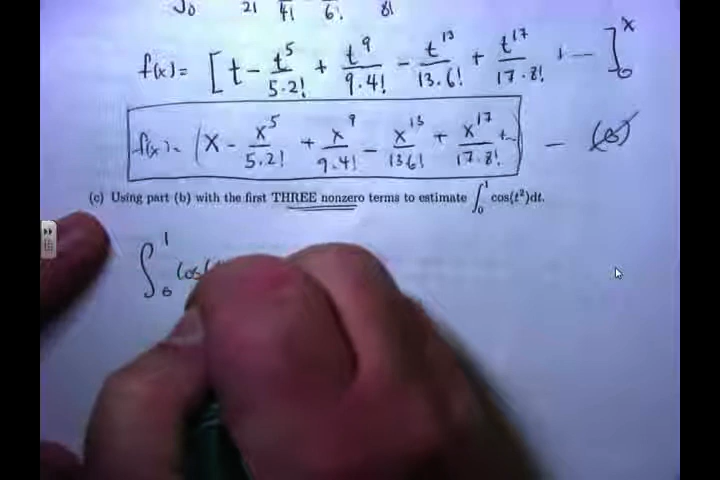 ∫0 2! 4! 6! 8!
f(x) = [t - t^5/5.2! + t^9/9.4! - t^13/13.6! + t^17/17.8! + ...]_0^x
f(x) = (x - x^5/5.2! + x^9/9.4! - x^13/13 6! + x^17/17.8! + ...) - (0)
(c) Using part (b) with the first THREE nonzero terms to estimate ∫_0^1 cos(t^2)dt.
∫_0^1 cos(